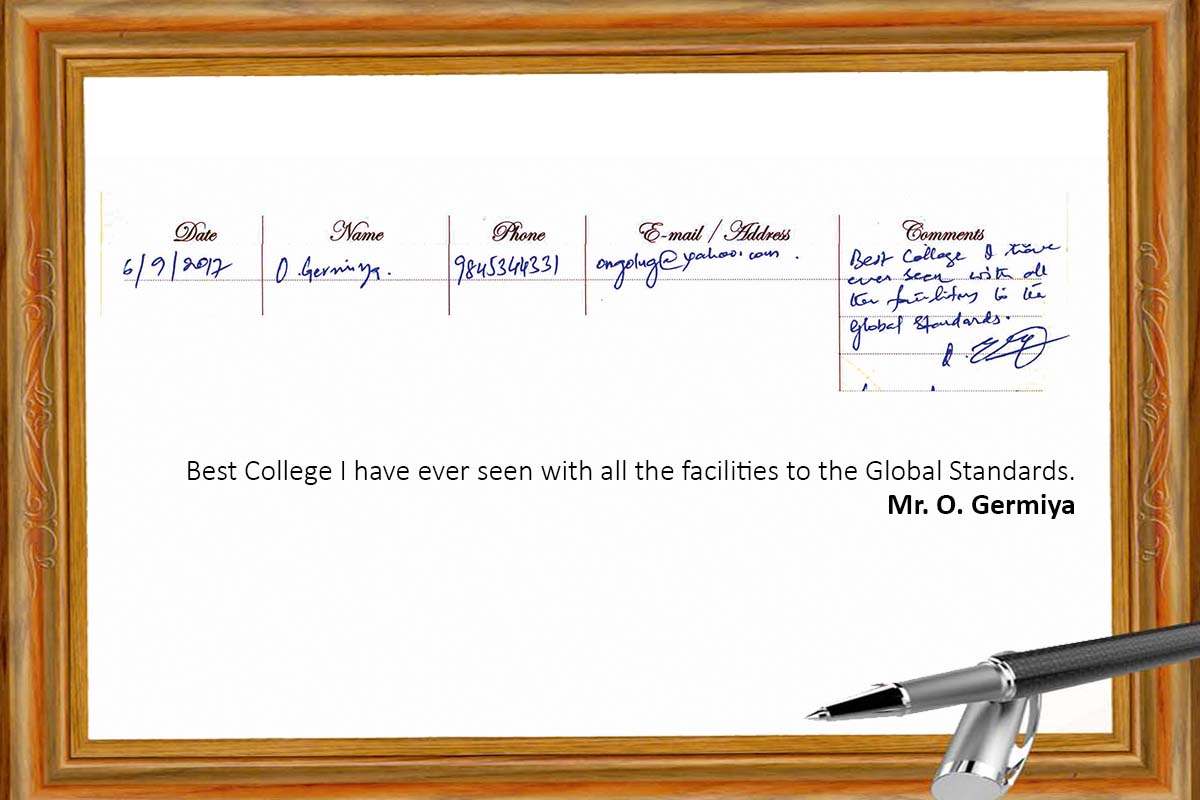 Date Name Phone E-mail / Address Comments
6/9/2017 O. Germiya. 9845344331 ongolug@yahoo.com. Best College I have
ever seen with all
the facilities to the
Global Standards.
Best College I have ever seen with all the facilities to the Global Standards.
Mr. O. Germiya